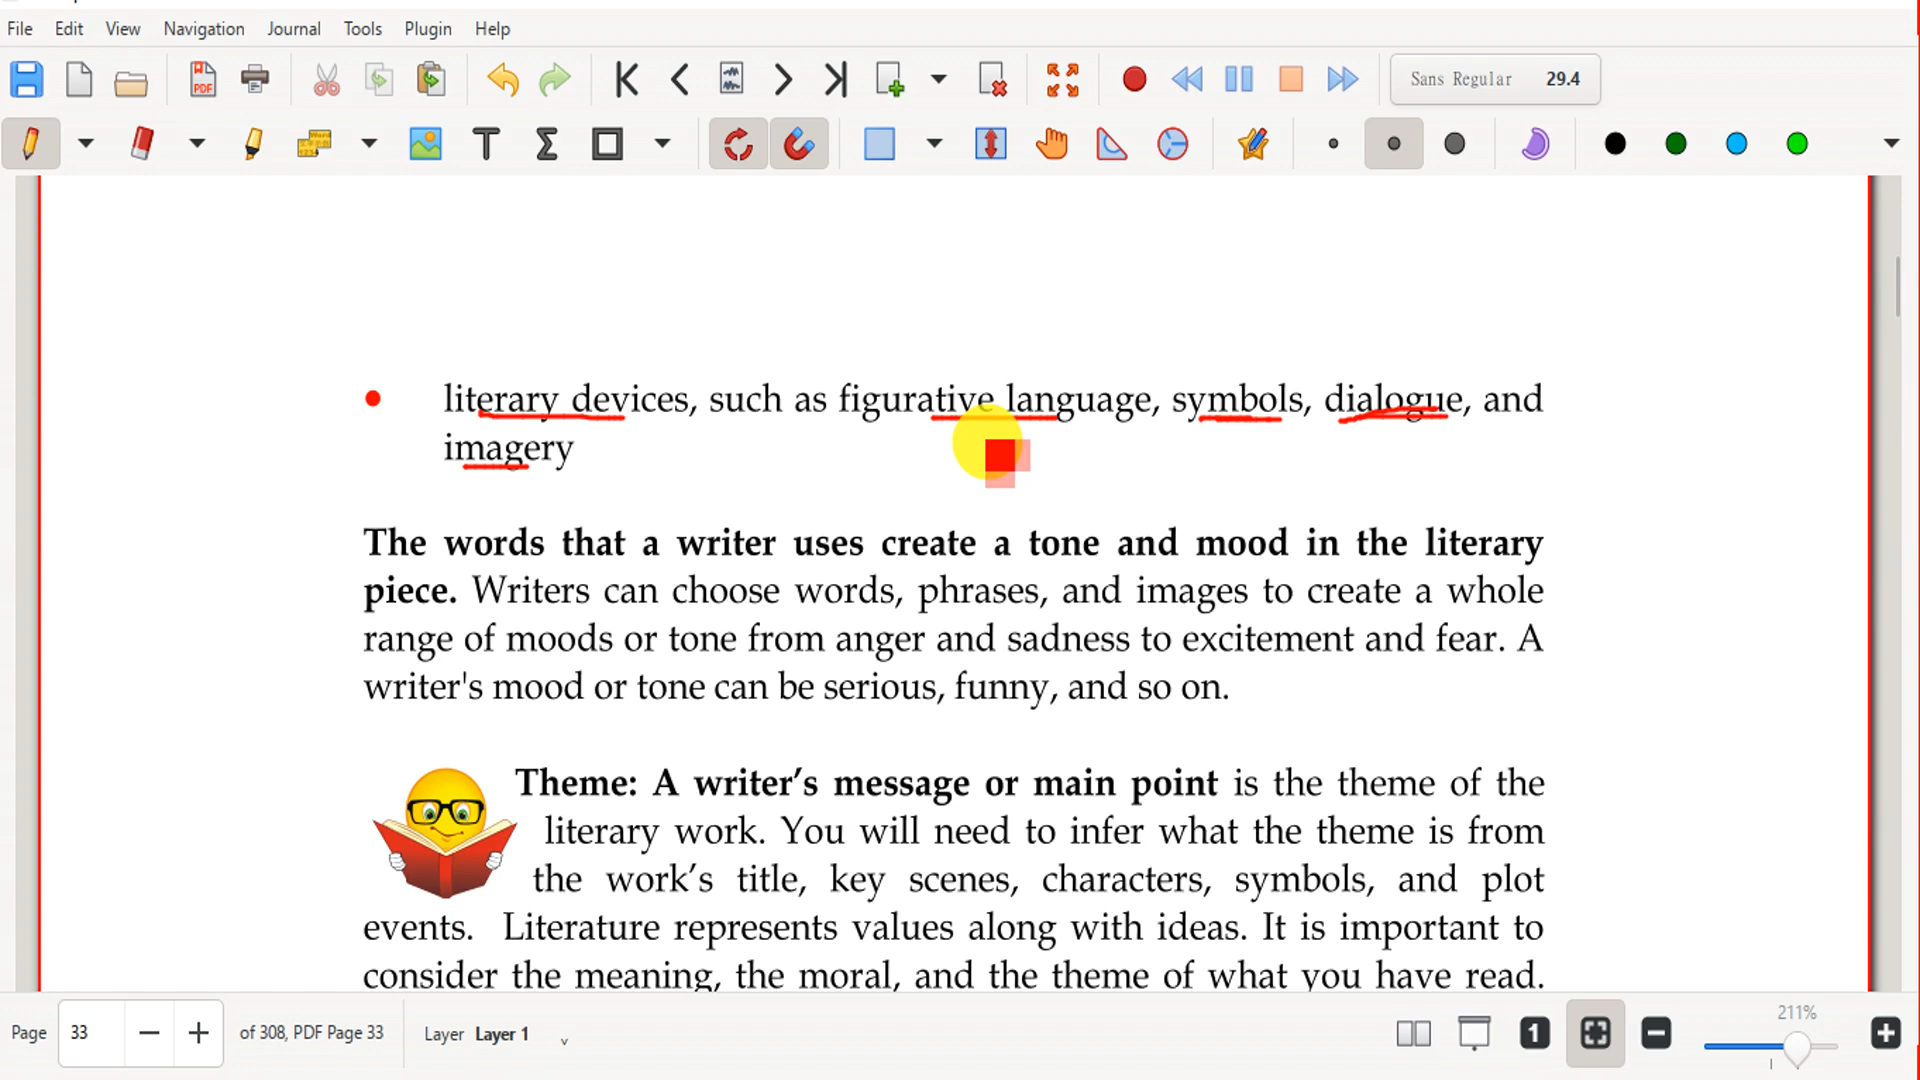 File Edit View Navigation Journal Tools Plugin Help
PDF
Sans Regular 29.4
T Σ
• literary devices, such as figurative language, symbols, dialogue, and
imagery
The words that a writer uses create a tone and mood in the literary
piece. Writers can choose words, phrases, and images to create a whole
range of moods or tone from anger and sadness to excitement and fear. A
writer's mood or tone can be serious, funny, and so on.
Theme: A writer’s message or main point is the theme of the
literary work. You will need to infer what the theme is from
the work’s title, key scenes, characters, symbols, and plot
events. Literature represents values along with ideas. It is important to
consider the meaning, the moral, and the theme of what you have read.
Page 33 of 308, PDF Page 33 Layer Layer 1
1
211%